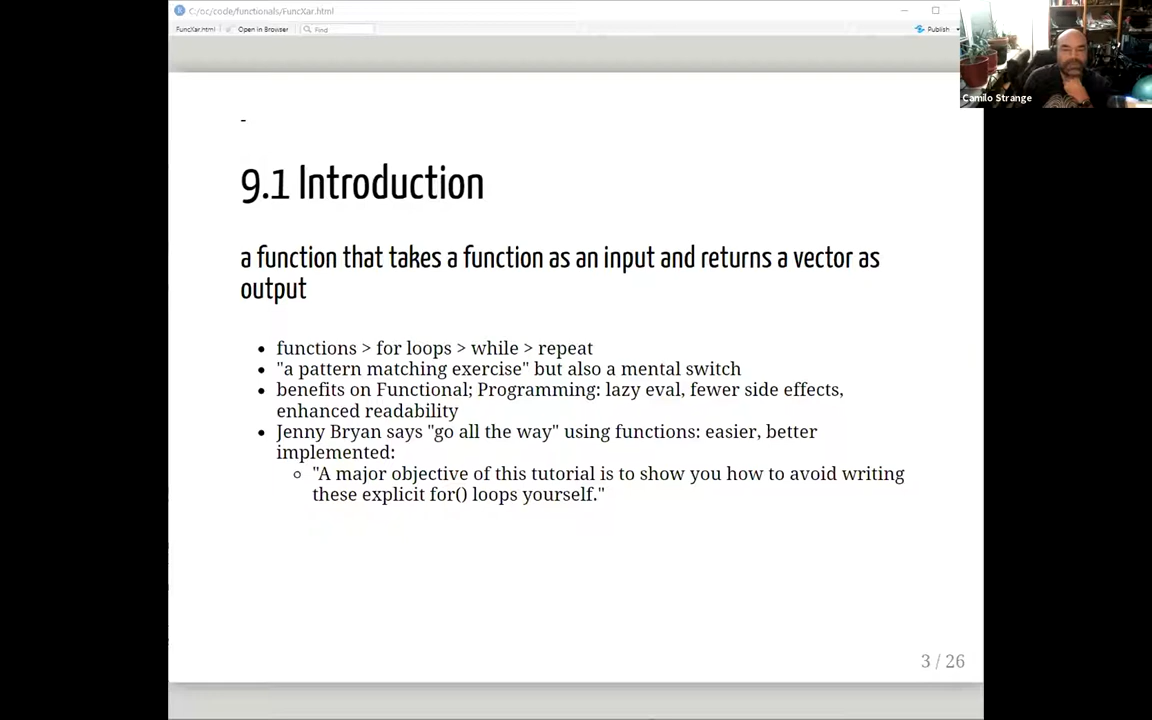 C:/oc/code/functionals/FuncXar.html
FuncXar.html
Open in Browser
Find
Publish
Camilo Strange
-
9.1 Introduction
a function that takes a function as an input and returns a vector as
output
• functions > for loops > while > repeat
• "a pattern matching exercise" but also a mental switch
• benefits on Functional; Programming: lazy eval, fewer side effects,
enhanced readability
• Jenny Bryan says "go all the way" using functions: easier, better
implemented:
○ "A major objective of this tutorial is to show you how to avoid writing
these explicit for() loops yourself."
3 / 26